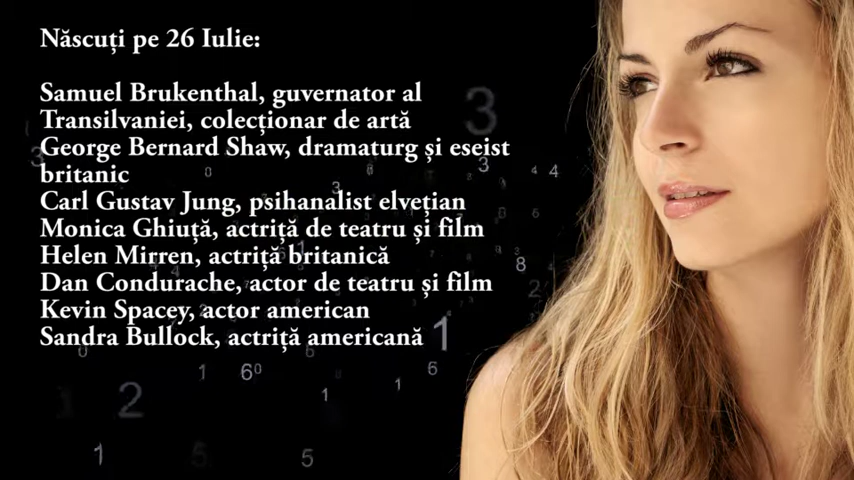 Născuți pe 26 Iulie:
Samuel Brukenthal, guvernator al
Transilvaniei, colecționar de artă
George Bernard Shaw, dramaturg și eseist
britanic
Carl Gustav Jung, psihanalist elvețian
Monica Ghiuță, actriță de teatru și film
Helen Mirren, actriță britanică
Dan Condurache, actor de teatru și film
Kevin Spacey, actor american
Sandra Bullock, actriță americană